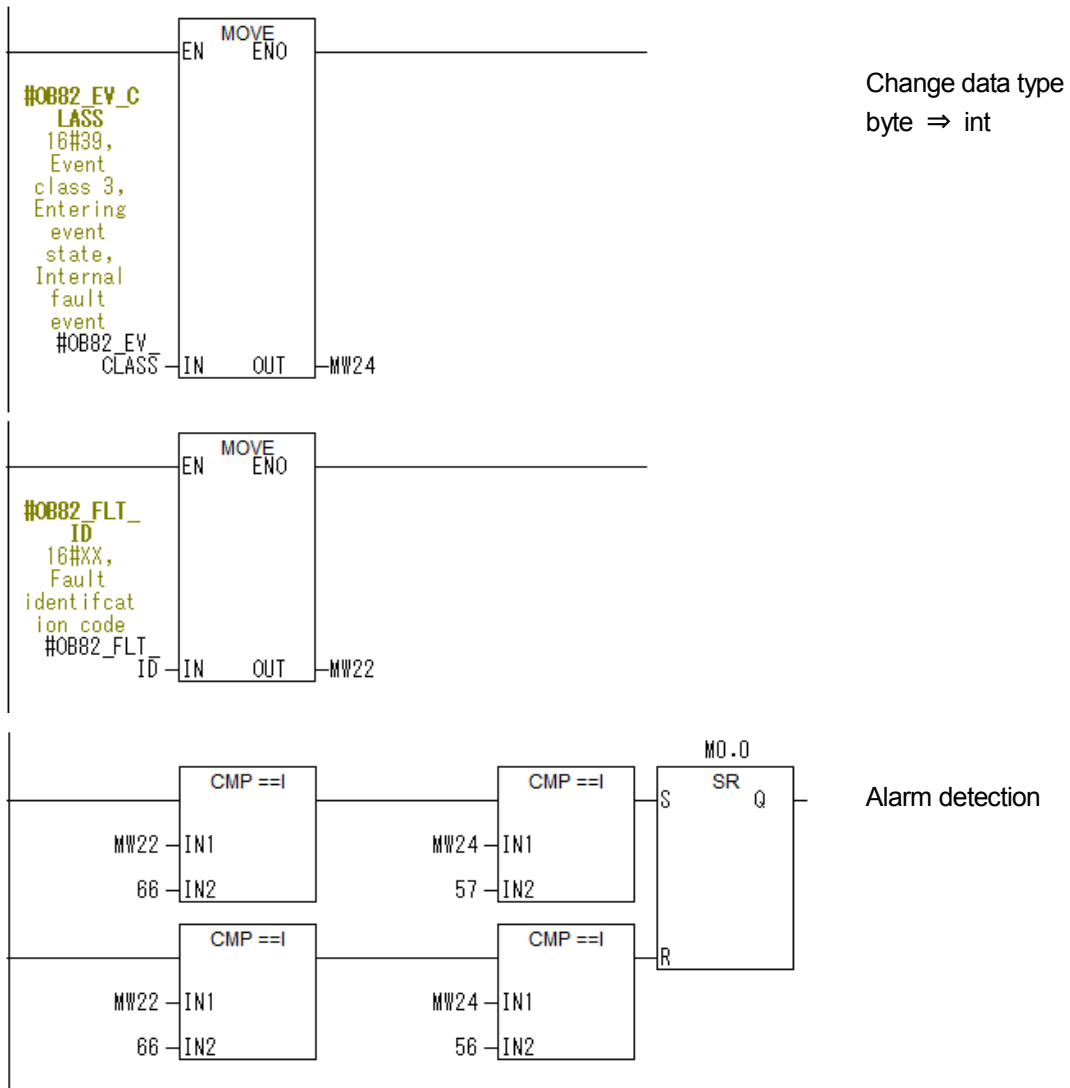 MOVE
EN ENO
Change data type
byte ⇒ int
#OB82_EV_C
LASS
16#39,
Event
class 3,
Entering
event
state,
Internal
fault
event
#OB82_EV_
CLASS IN OUT MW24
MOVE
EN ENO
#OB82_FLT_
ID
16#XX,
Fault
identifcat
ion code
#OB82_FLT_
ID IN OUT MW22
M0.0
CMP ==I CMP ==I SR
S Q
Alarm detection
MW22 IN1 MW24 IN1
66 IN2 57 IN2
CMP ==I CMP ==I
R
MW22 IN1 MW24 IN1
66 IN2 56 IN2